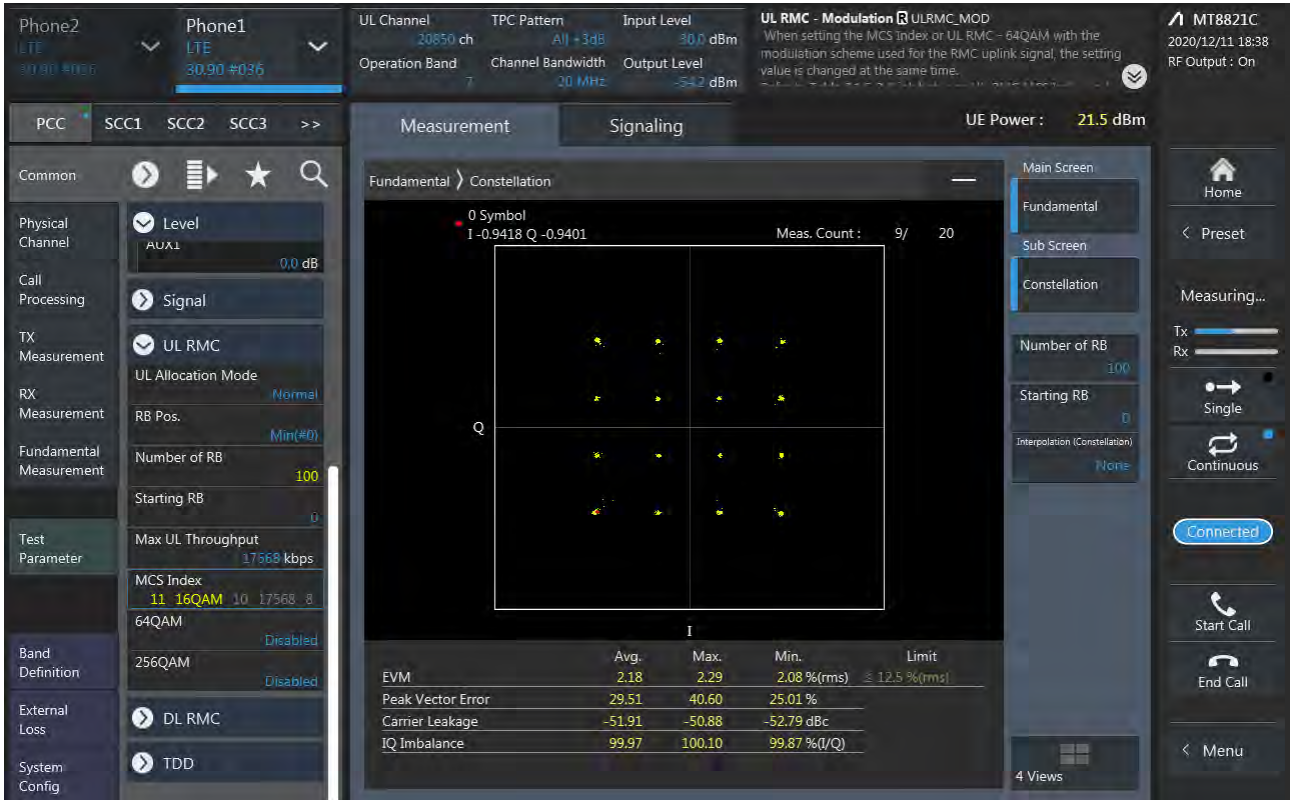 Phone2
LTE
30.90 #036
Phone1
LTE
30.90 #036
UL Channel
20850 ch
Operation Band
7
TPC Pattern
All +3dB
Channel Bandwidth
20 MHz
Input Level
30.0 dBm
Output Level
-54.2 dBm
UL RMC - Modulation R ULRMC_MOD
When setting the MCS Index or UL RMC - 64QAM with the
modulation scheme used for the RMC uplink signal, the setting
value is changed at the same time.
MT8821C
2020/12/11 18:38
RF Output : On
PCC SCC1 SCC2 SCC3 >>
Measurement
Signaling
UE Power : 21.5 dBm
Common
Physical
Channel
Call
Processing
TX
Measurement
RX
Measurement
Fundamental
Measurement
Test
Parameter
Band
Definition
External
Loss
System
Config
Level
AUX1
0.0 dB
Signal
UL RMC
UL Allocation Mode
Normal
RB Pos.
Min(#0)
Number of RB
100
Starting RB
0
Max UL Throughput
17568 kbps
MCS Index
11 16QAM 10 17568 8
64QAM
Disabled
256QAM
Disabled
DL RMC
TDD
Fundamental 〉 Constellation
0 Symbol
I -0.9418 Q -0.9401
Meas. Count : 9/ 20
Q
I
Avg. Max. Min. Limit
EVM 2.18 2.29 2.08 %(rms) ≦ 12.5 %(rms)
Peak Vector Error 29.51 40.60 25.01 %
Carrier Leakage -51.91 -50.88 -52.79 dBc
IQ Imbalance 99.97 100.10 99.87 %(I/Q)
Main Screen
Fundamental
Sub Screen
Constellation
Number of RB
100
Starting RB
0
Interpolation (Constellation)
None
4 Views
Home
< Preset
Measuring...
Tx
Rx
Single
Continuous
Connected
Start Call
End Call
< Menu